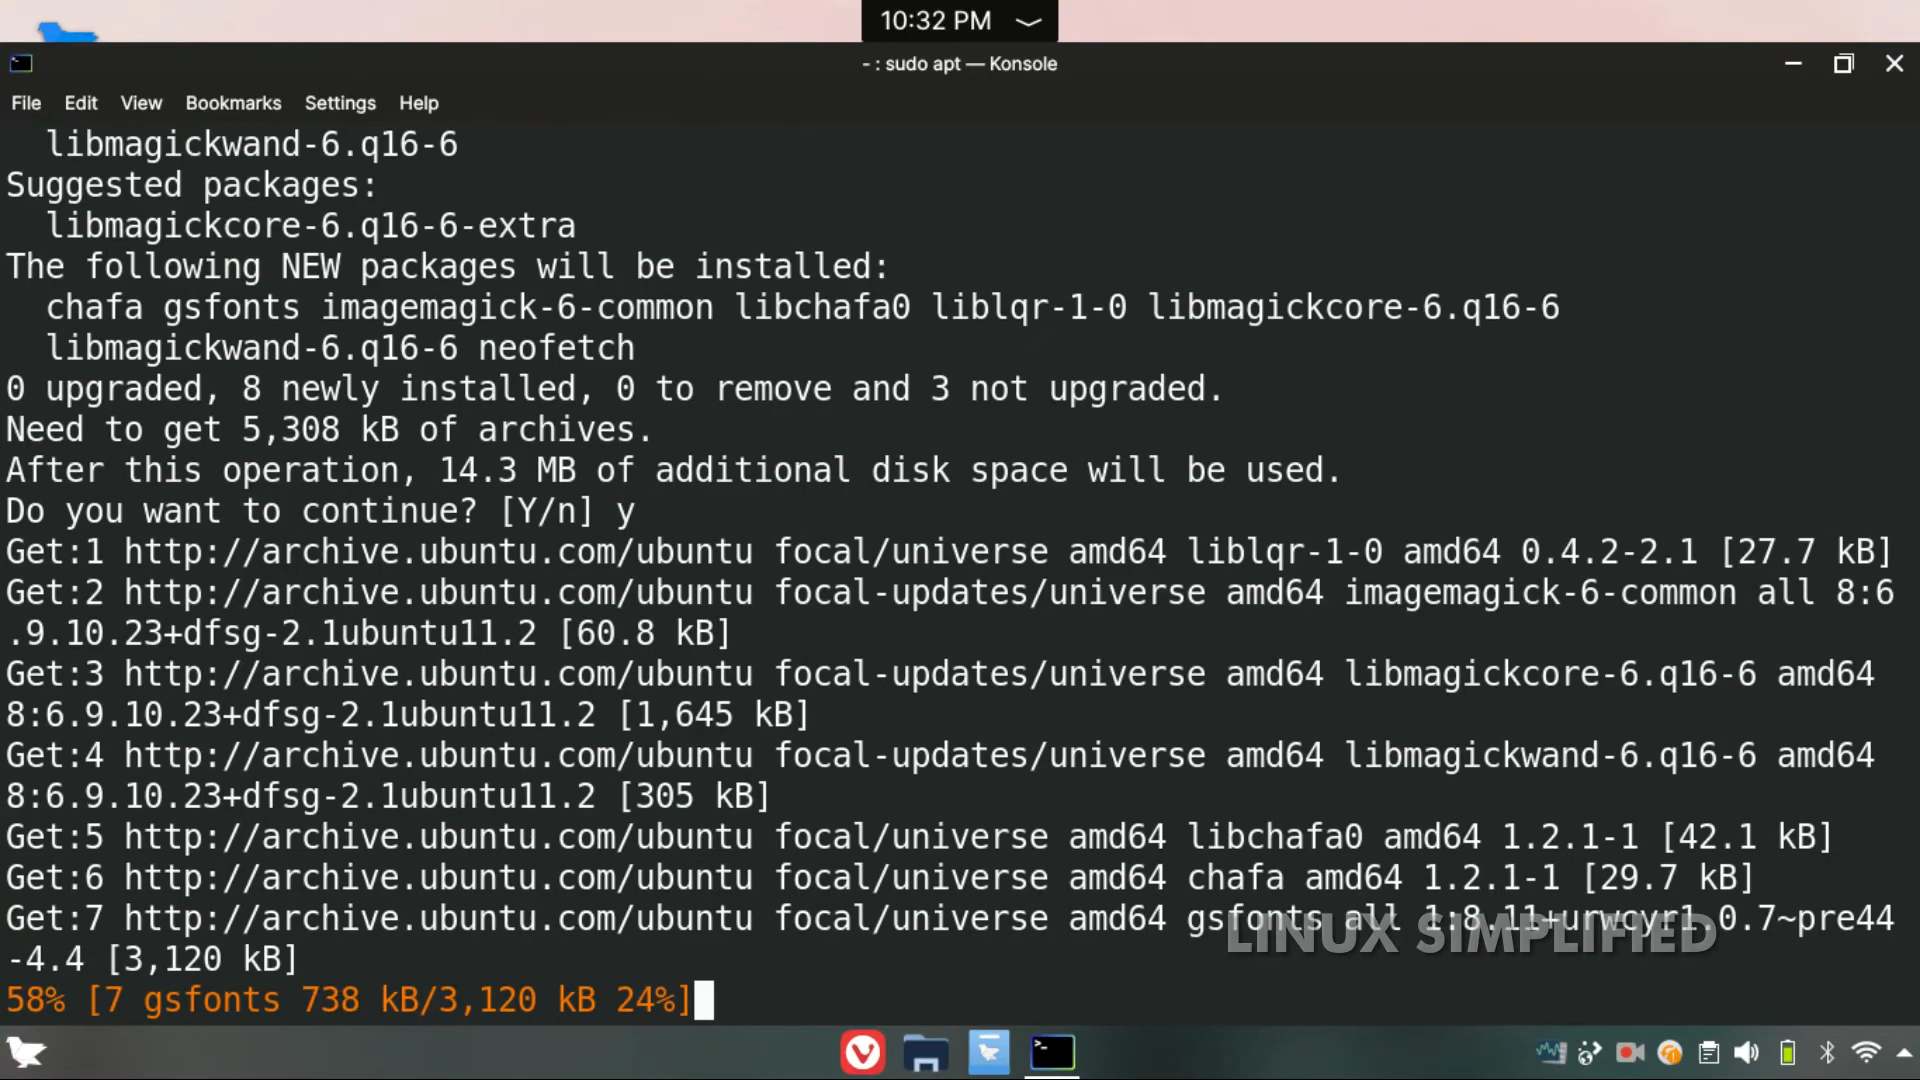 10:32 PM
- : sudo apt — Konsole
File Edit View Bookmarks Settings Help
libmagickwand-6.q16-6
Suggested packages:
libmagickcore-6.q16-6-extra
The following NEW packages will be installed:
chafa gsfonts imagemagick-6-common libchafa0 liblqr-1-0 libmagickcore-6.q16-6
libmagickwand-6.q16-6 neofetch
0 upgraded, 8 newly installed, 0 to remove and 3 not upgraded.
Need to get 5,308 kB of archives.
After this operation, 14.3 MB of additional disk space will be used.
Do you want to continue? [Y/n] y
Get:1 http://archive.ubuntu.com/ubuntu focal/universe amd64 liblqr-1-0 amd64 0.4.2-2.1 [27.7 kB]
Get:2 http://archive.ubuntu.com/ubuntu focal-updates/universe amd64 imagemagick-6-common all 8:6
.9.10.23+dfsg-2.1ubuntu11.2 [60.8 kB]
Get:3 http://archive.ubuntu.com/ubuntu focal-updates/universe amd64 libmagickcore-6.q16-6 amd64
8:6.9.10.23+dfsg-2.1ubuntu11.2 [1,645 kB]
Get:4 http://archive.ubuntu.com/ubuntu focal-updates/universe amd64 libmagickwand-6.q16-6 amd64
8:6.9.10.23+dfsg-2.1ubuntu11.2 [305 kB]
Get:5 http://archive.ubuntu.com/ubuntu focal/universe amd64 libchafa0 amd64 1.2.1-1 [42.1 kB]
Get:6 http://archive.ubuntu.com/ubuntu focal/universe amd64 chafa amd64 1.2.1-1 [29.7 kB]
Get:7 http://archive.ubuntu.com/ubuntu focal/universe amd64 gsfonts all 1:8.11+urwcyr1.0.7~pre44
-4.4 [3,120 kB]
LINUX SIMPLIFIED
58% [7 gsfonts 738 kB/3,120 kB 24%]